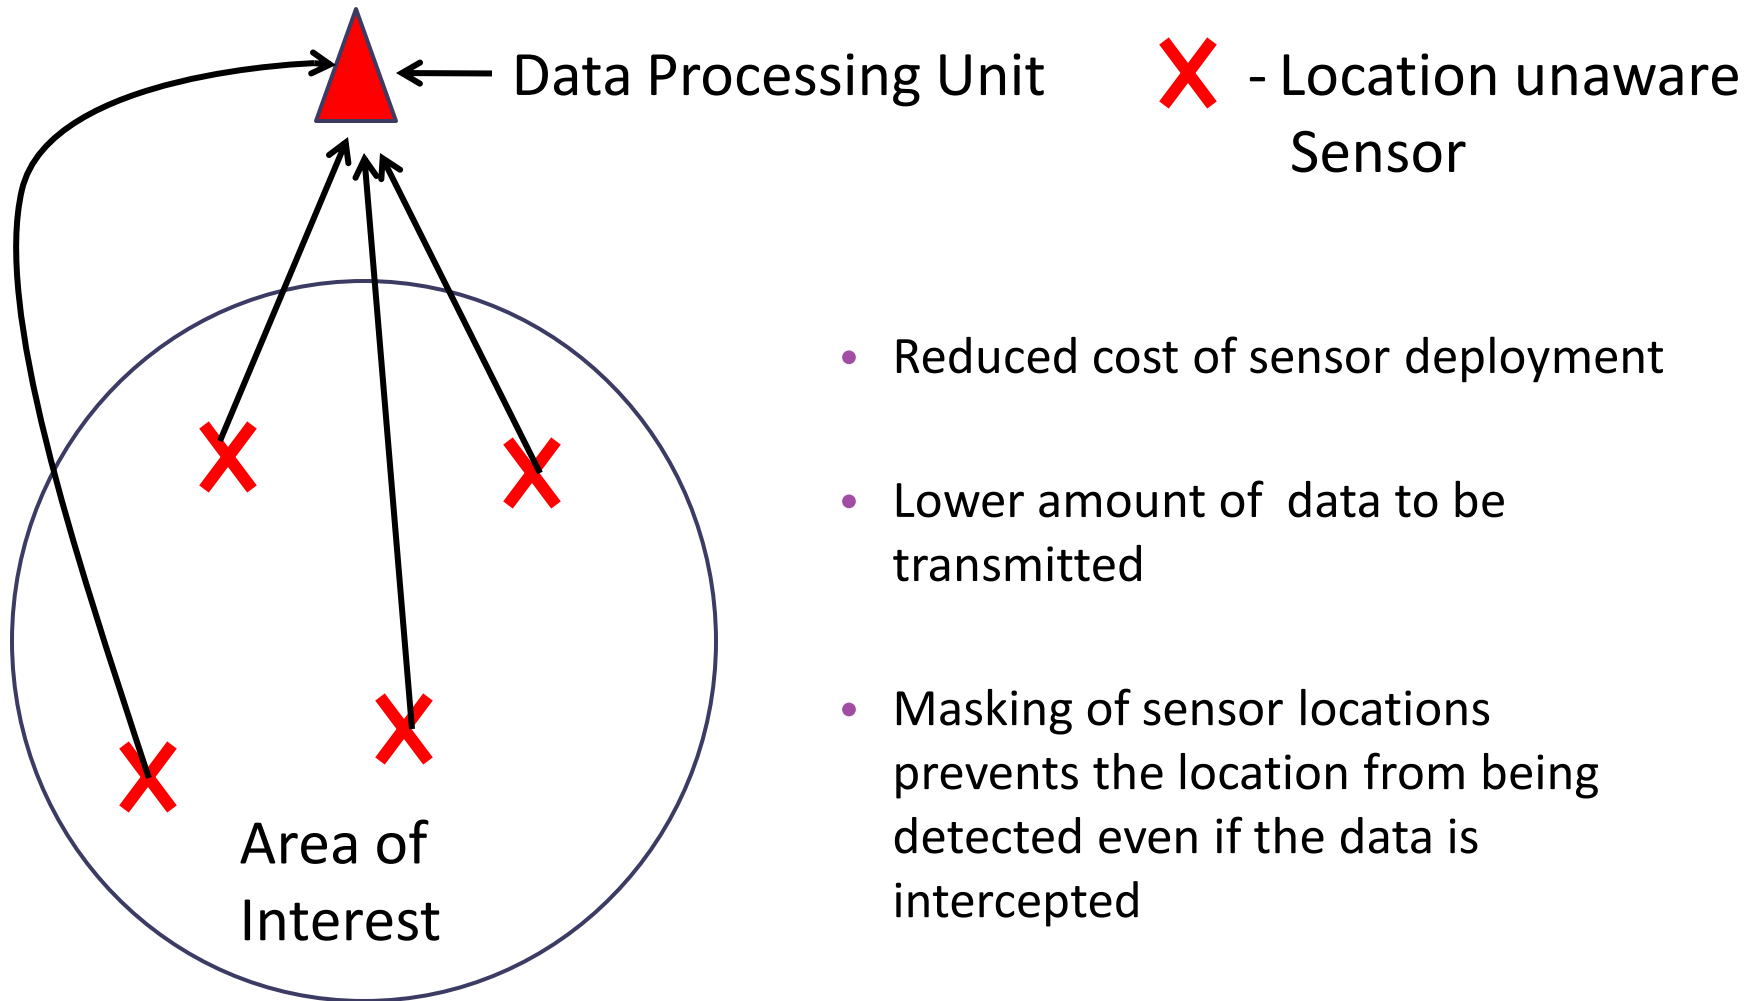 Data Processing Unit
- Location unaware
Sensor
• Reduced cost of sensor deployment
• Lower amount of  data to be
transmitted
• Masking of sensor locations
prevents the location from being
detected even if the data is
intercepted
Area of
Interest